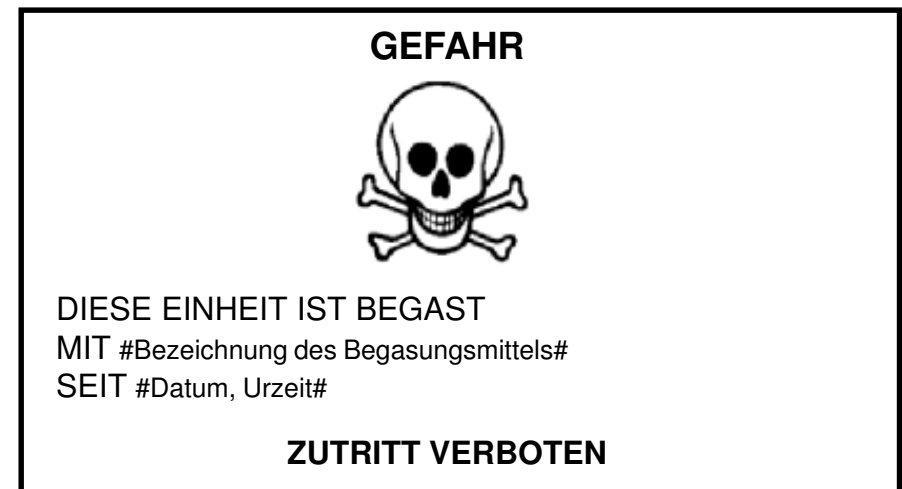 GEFAHR
DIESE EINHEIT IST BEGAST
MIT #Bezeichnung des Begasungsmittels#
SEIT #Datum, Urzeit#
ZUTRITT VERBOTEN